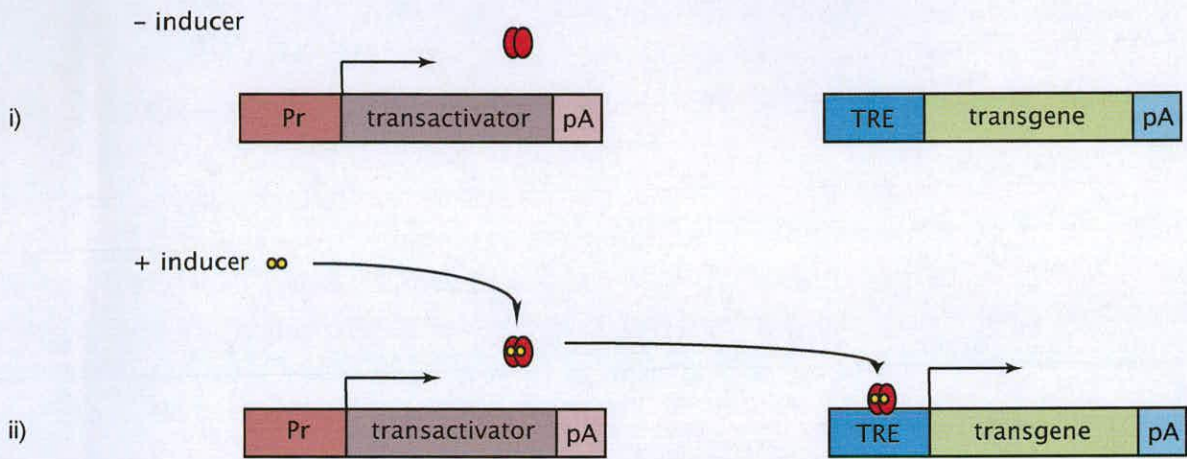 – inducer
i)
Pr transactivator pA TRE transgene pA
+ inducer
ii)
Pr transactivator pA TRE transgene pA